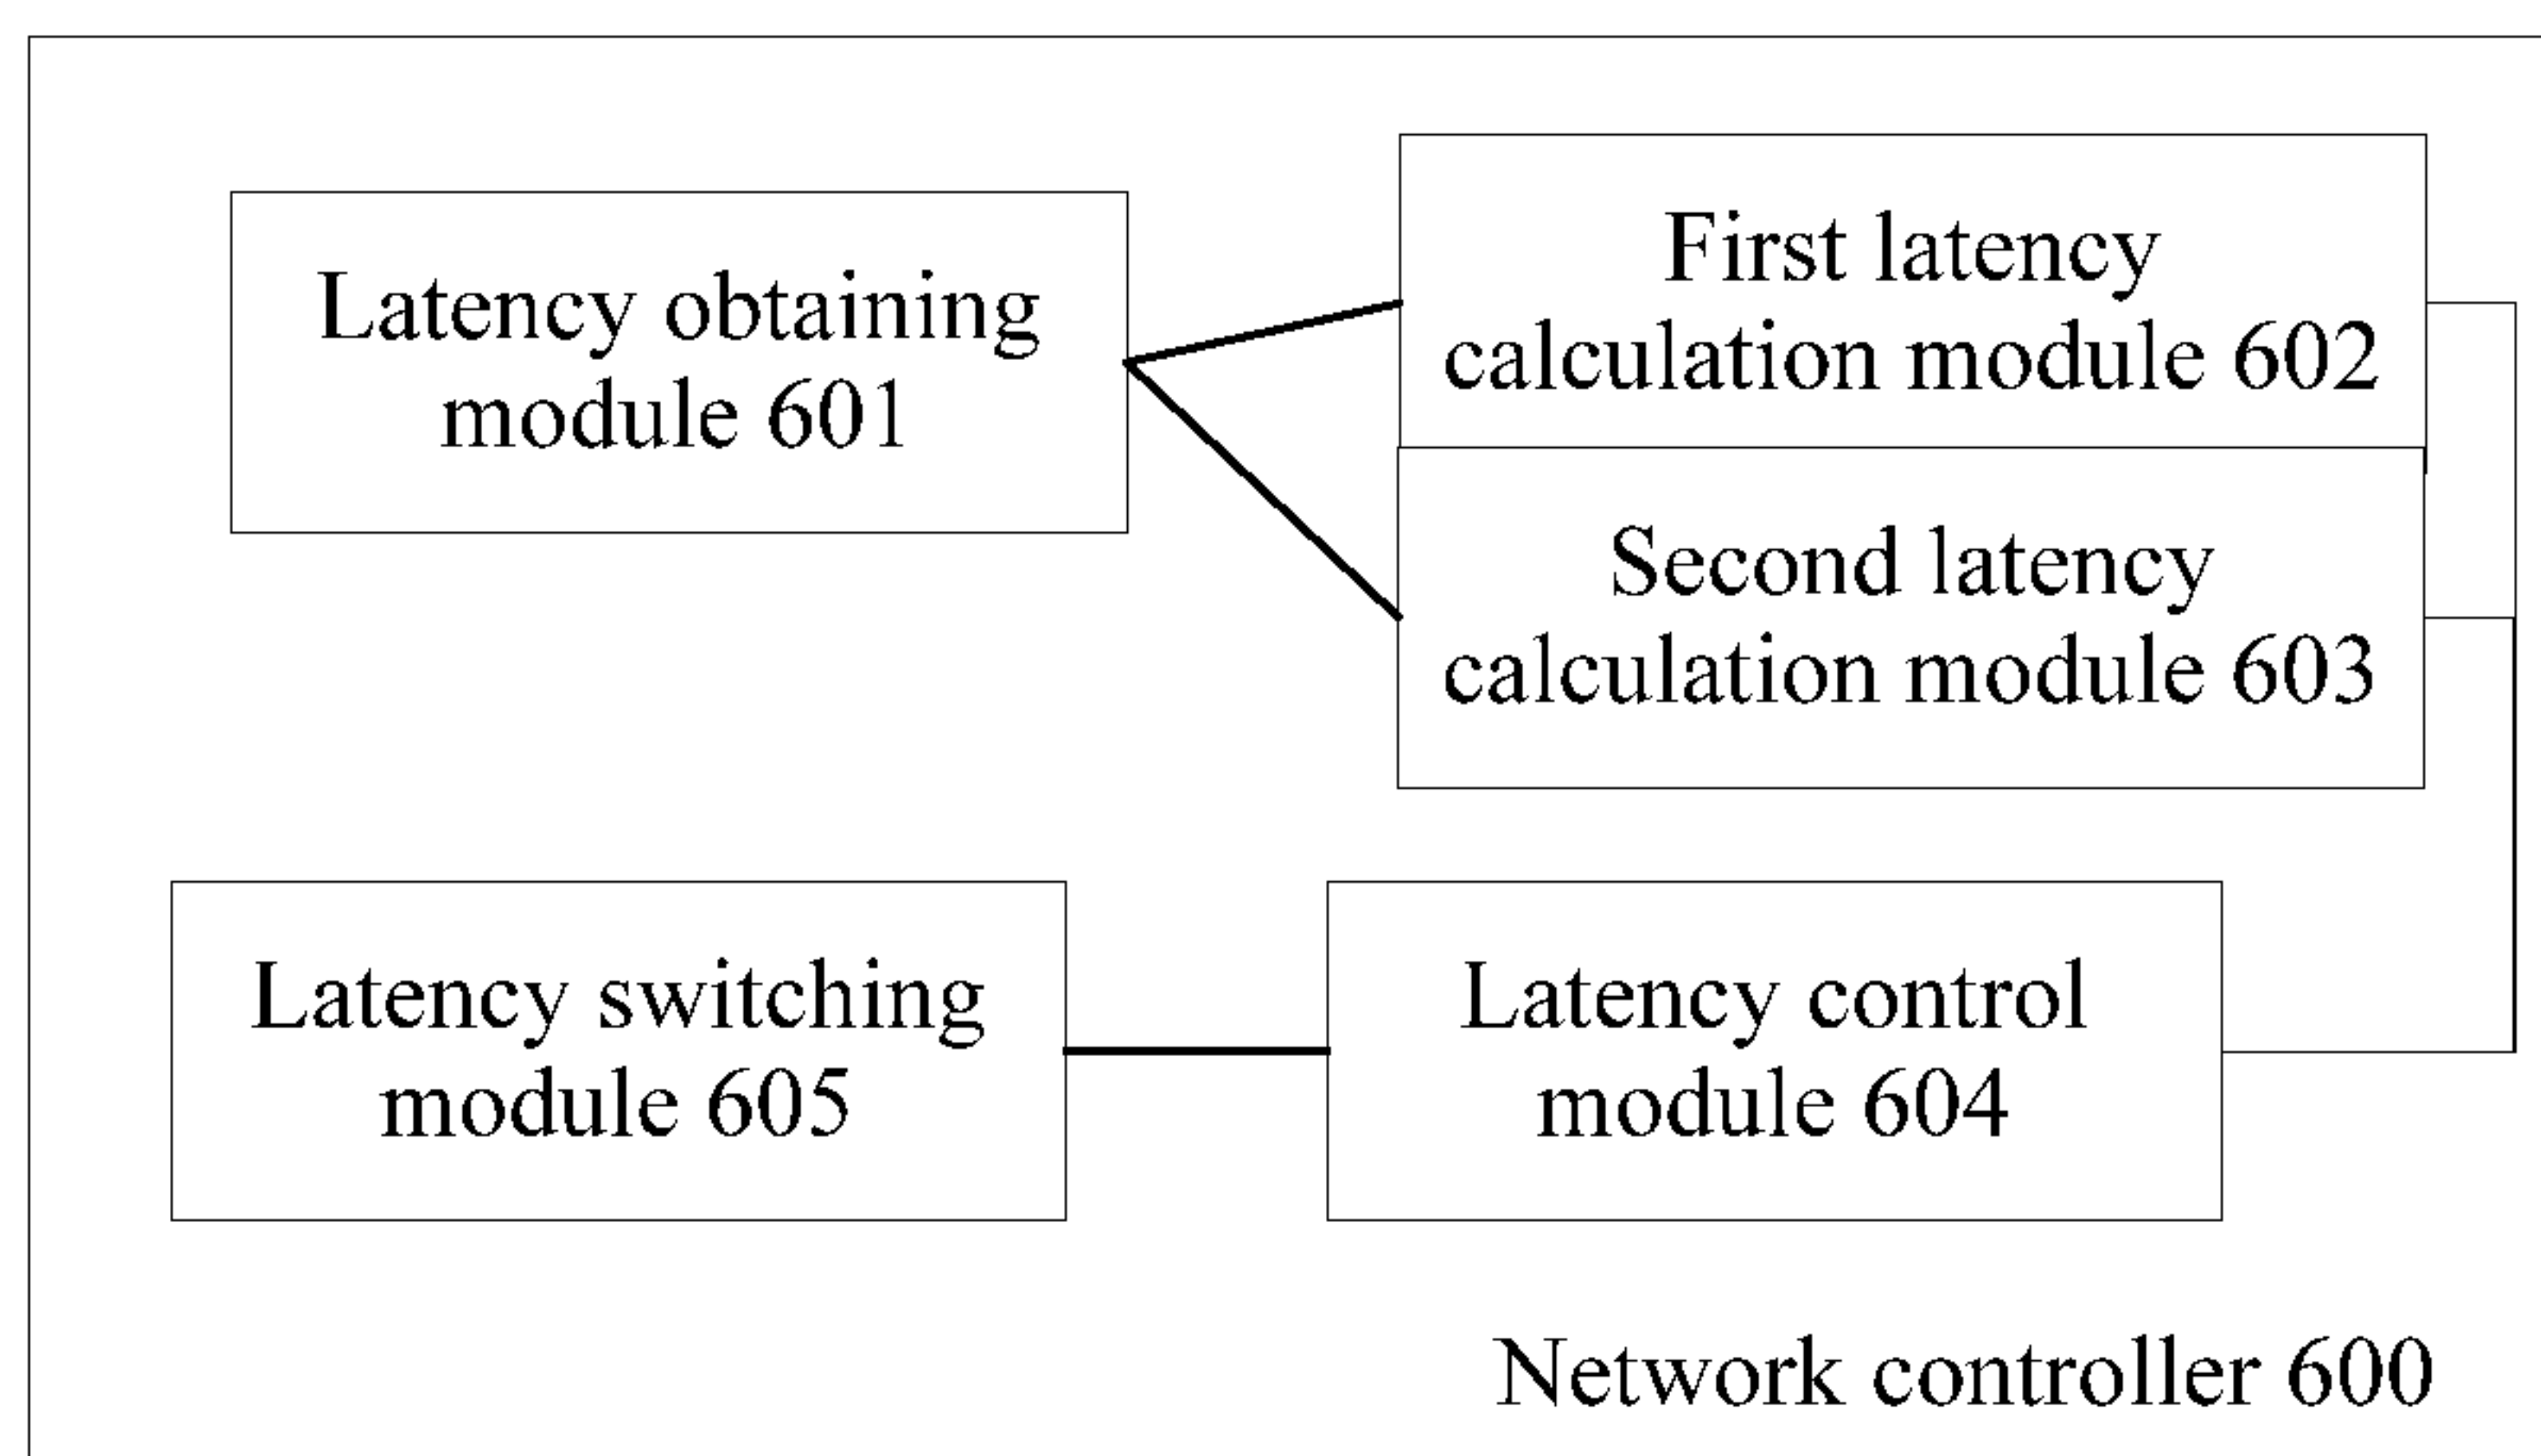 Latency obtaining
module 601
First latency
calculation module 602
Second latency
calculation module 603
Latency switching
module 605
Latency control
module 604
Network controller 600